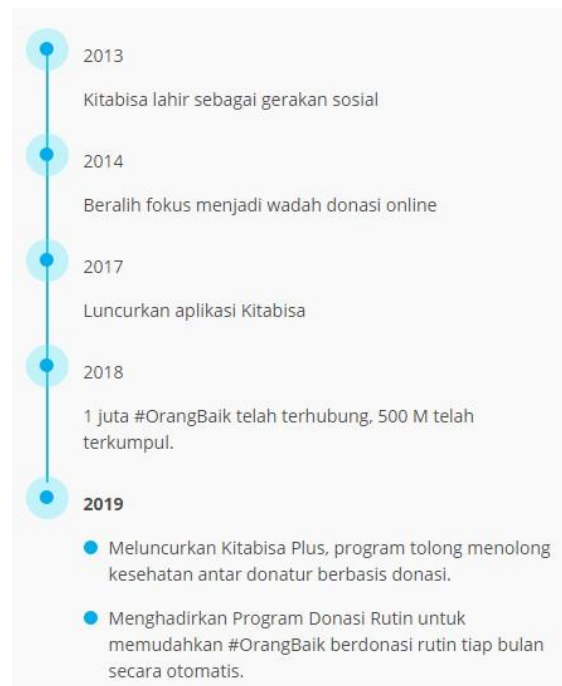 2013
Kitabisa lahir sebagai gerakan sosial
2014
Beralih fokus menjadi wadah donasi online
2017
Luncurkan aplikasi Kitabisa
2018
1 juta #OrangBaik telah terhubung, 500 M telah
terkumpul.
2019
Meluncurkan Kitabisa Plus, program tolong menolong
kesehatan antar donatur berbasis donasi.
Menghadirkan Program Donasi Rutin untuk
memudahkan #OrangBaik berdonasi rutin tiap bulan
secara otomatis.